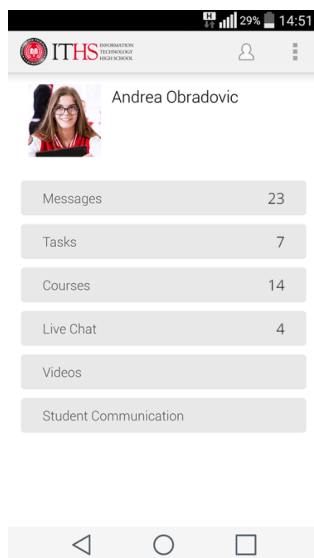 H 29% 14:51
ITHS INFORMATION
TECHNOLOGY
HIGH SCHOOL
Andrea Obradovic
Messages 23
Tasks 7
Courses 14
Live Chat 4
Videos
Student Communication